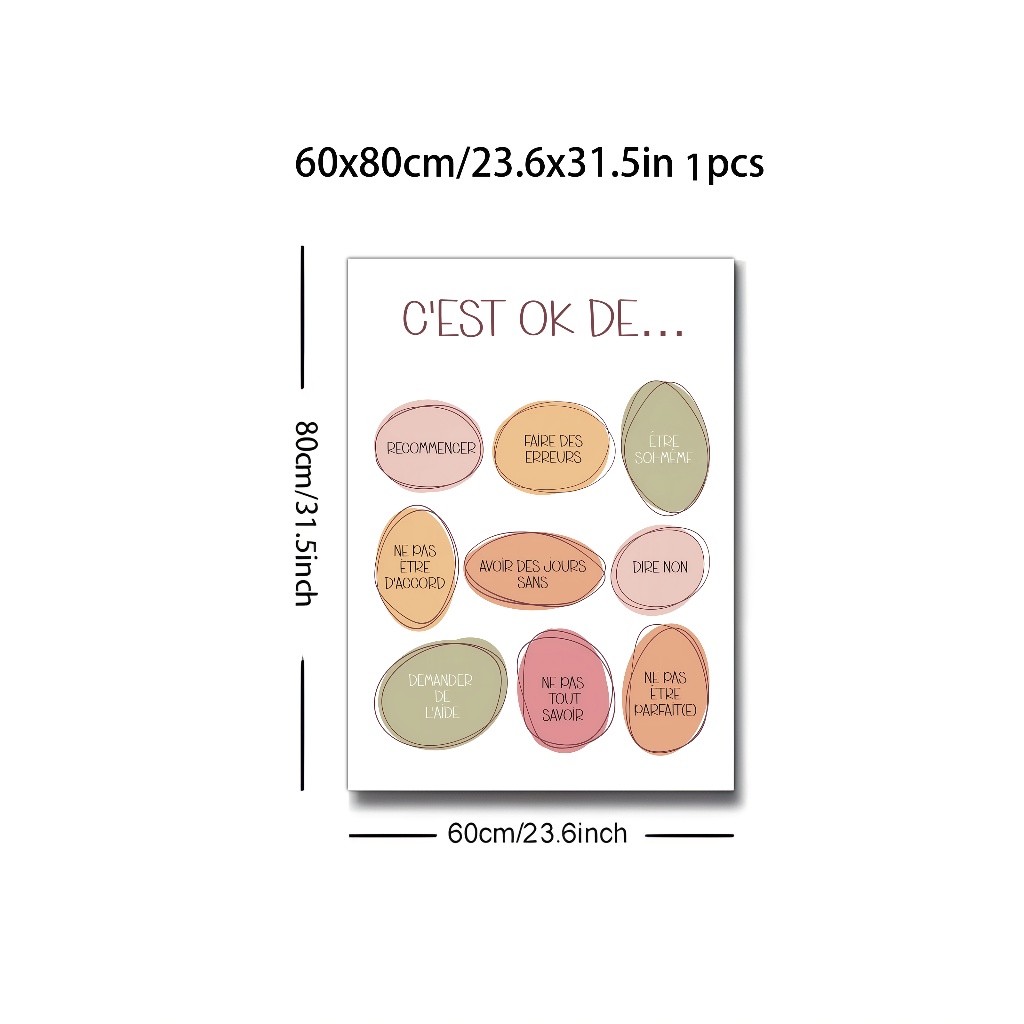 60x80cm/23.6x31.5in 1pcs
C'EST OK DE...
RECOMMENCER
FAIRE DES
ERREURS
ÊTRE
SOI-MÊME
80cm/31.5inch
NE PAS
ÊTRE
D'ACCORD
AVOIR DES JOURS
SANS
DIRE NON
DEMANDER
DE
L'AIDE
NE PAS
TOUT
SAVOIR
NE PAS
ÊTRE
PARFAIT(E)
60cm/23.6inch